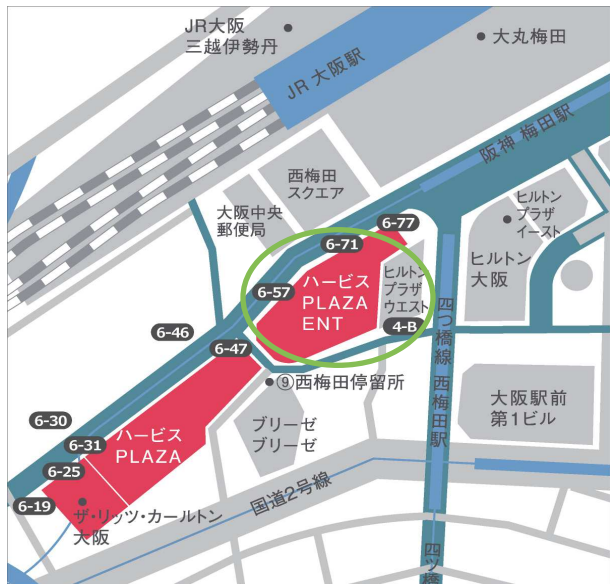 JR大阪
三越伊勢丹
大丸梅田
JR 大阪駅
阪神 梅田駅
西梅田
スクエア
大阪中央
郵便局
ヒルトン
プラザ
イースト
ヒルトン
大阪
6-77
6-71
6-57
ハービス
PLAZA
ENT
ヒルトン
プラザ
ウエスト
4-B
6-46
6-47
⑨西梅田停留所
四つ橋線 西梅田駅
大阪駅前
第1ビル
ブリーゼ
ブリーゼ
6-30
6-31
ハービス
PLAZA
6-25
6-19
ザ・リッツ・カールトン
大阪
国道2号線
四ツ橋